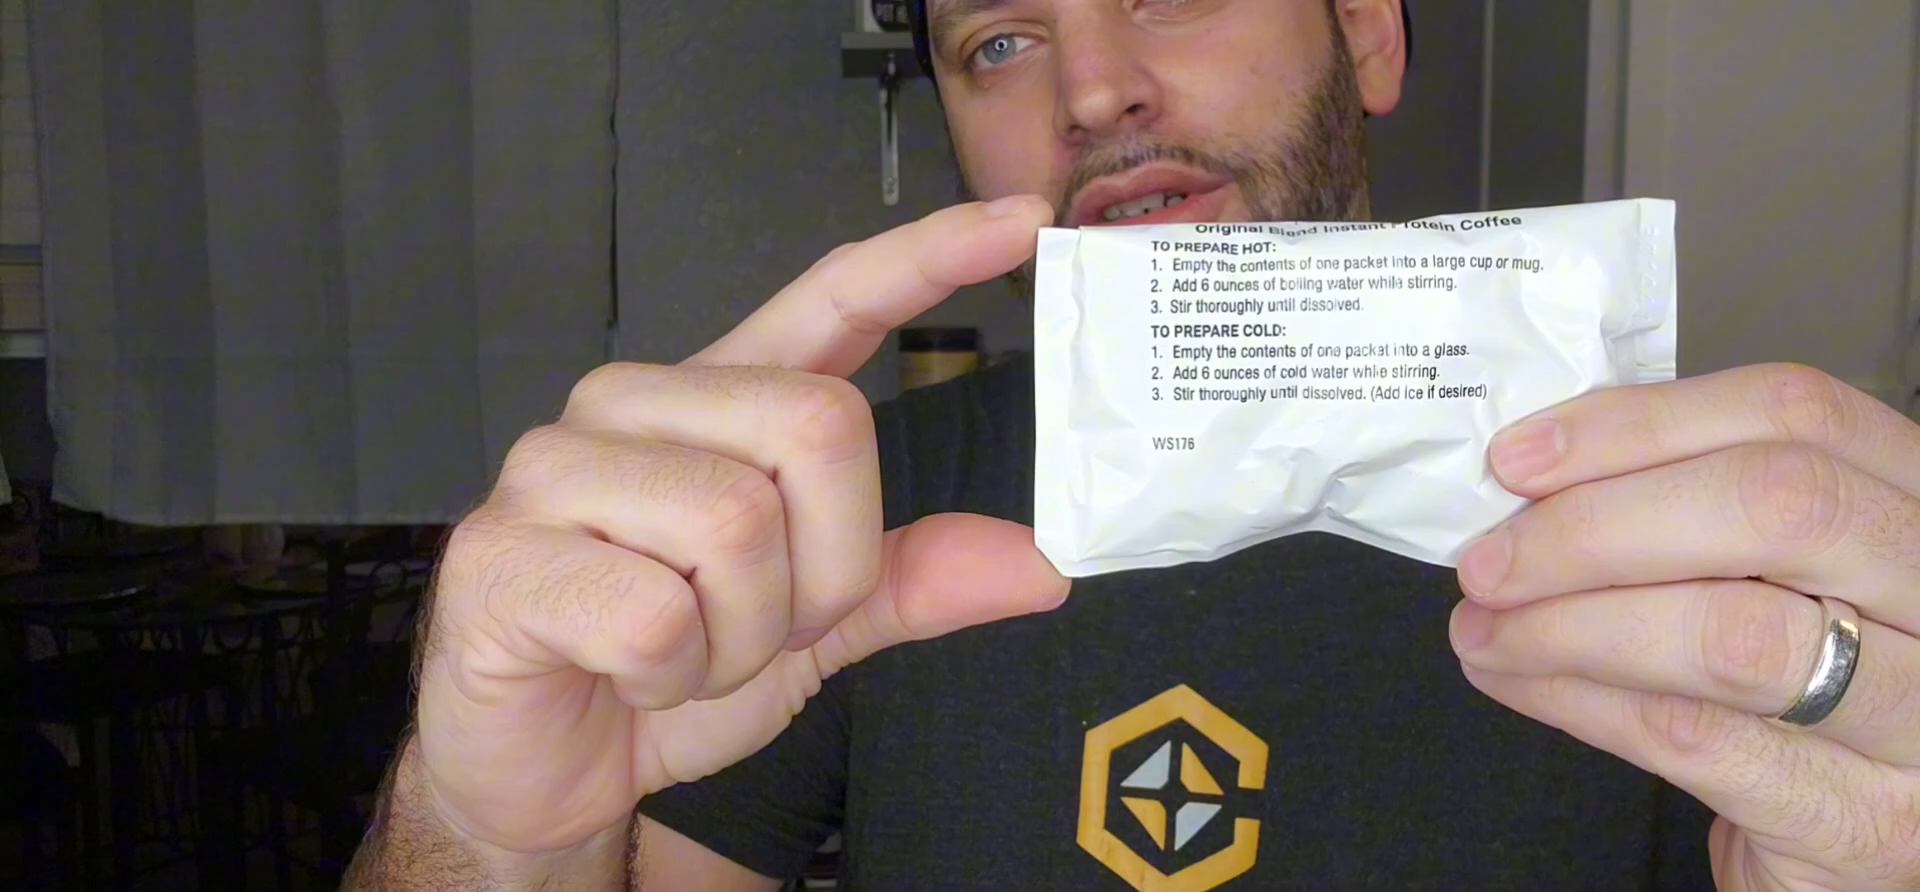 Original Blend Instant Protein Coffee
TO PREPARE HOT:
1. Empty the contents of one packet into a large cup or mug.
2. Add 6 ounces of boiling water while stirring.
3. Stir thoroughly until dissolved.
TO PREPARE COLD:
1. Empty the contents of one packet into a glass.
2. Add 6 ounces of cold water while stirring.
3. Stir thoroughly until dissolved. (Add ice if desired)
WS176